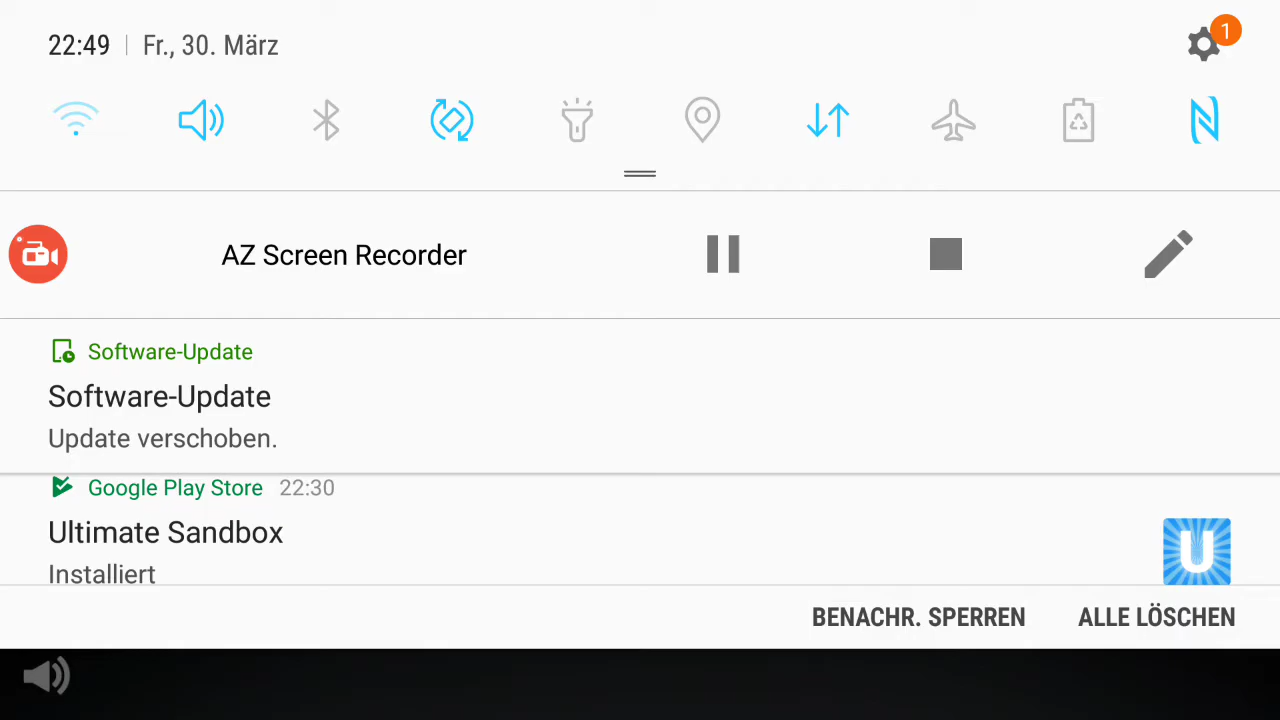 22:49 Fr., 30. März
1
AZ Screen Recorder
Software-Update
Software-Update
Update verschoben.
Google Play Store 22:30
Ultimate Sandbox
U
Installiert
BENACHR. SPERREN ALLE LÖSCHEN